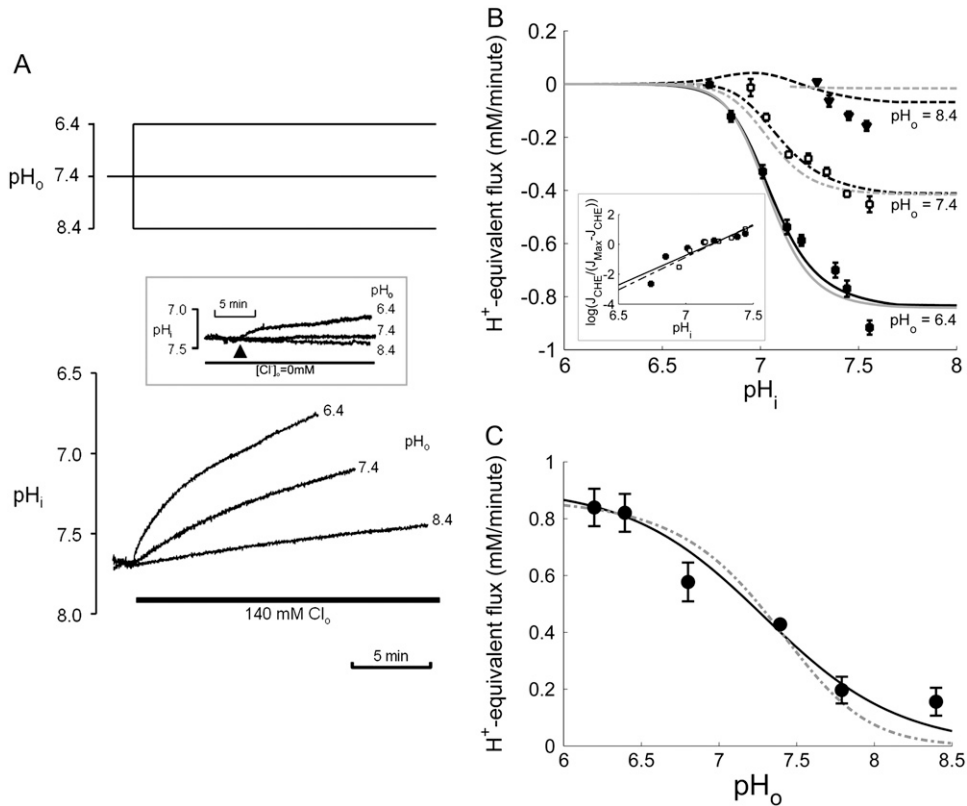 A
6.4
pHo 7.4
8.4
5 min
pHo
7.0
6.4
pHi
7.4
7.5
8.4
[Cl]o=0mM
6.5
6.4
7.0
pHo
7.4
pHi
7.5
8.4
8.0
140 mM Clo
5 min
B
H+-equivalent flux (mM/minute)
0.2
0
-0.2
-0.4
-0.6
-0.8
-1
pHo = 8.4
pHo = 7.4
pHo = 6.4
log(JCHE/(JMax-JCHE))
2
1
0
-2
-4
6.5 7 7.5
pHi
6 6.5 7 7.5 8
pHi
C
H+-equivalent flux (mM/minute)
1
0.8
0.6
0.4
0.2
0
6 6.5 7 7.5 8 8.5
pHo